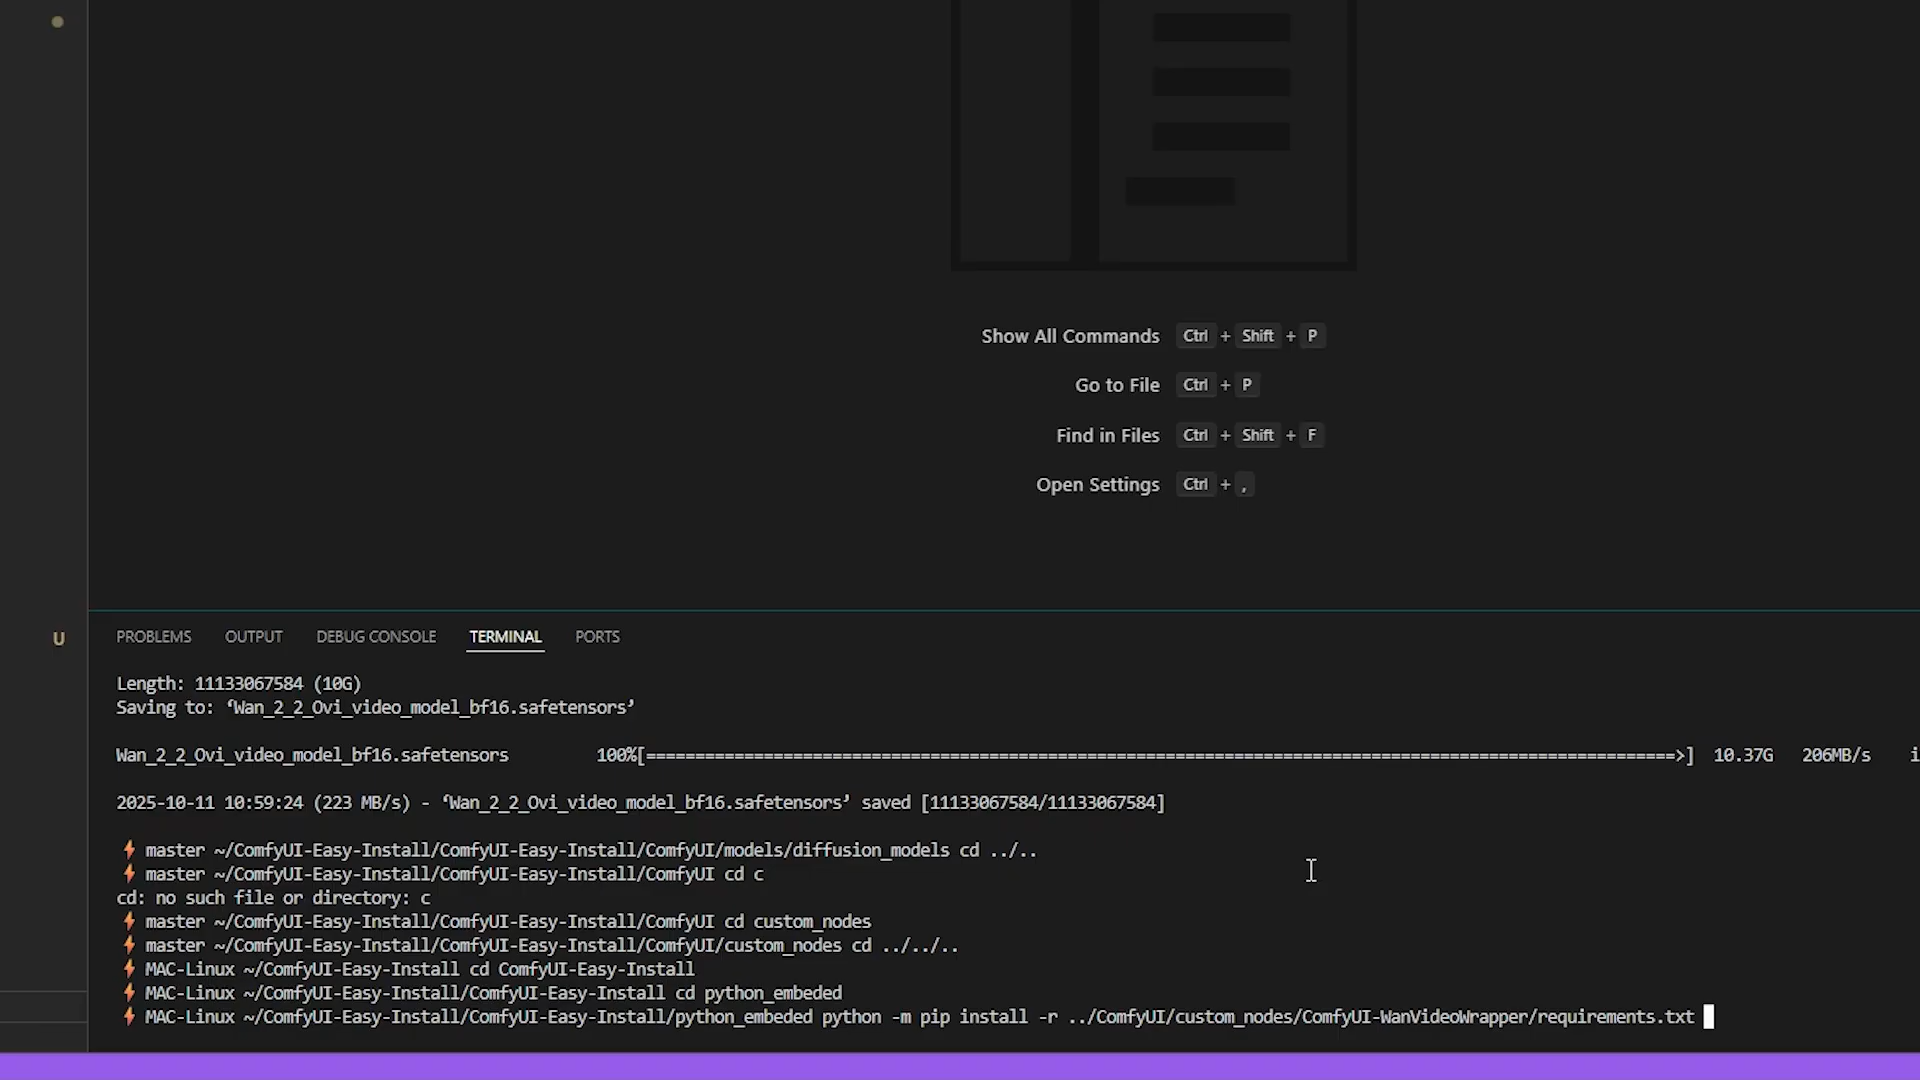 Show All Commands Ctrl + Shift + P
Go to File Ctrl + P
Find in Files Ctrl + Shift + F
Open Settings Ctrl + ,
U
PROBLEMS OUTPUT DEBUG CONSOLE TERMINAL PORTS
Length: 11133067584 (10G)
Saving to: ‘Wan_2_2_Ovi_video_model_bf16.safetensors’
Wan_2_2_Ovi_video_model_bf16.safetensors 100%[=========================================================================================================>] 10.37G 206MB/s i
2025-10-11 10:59:24 (223 MB/s) - ‘Wan_2_2_Ovi_video_model_bf16.safetensors’ saved [11133067584/11133067584]
⚡ master ~/ComfyUI-Easy-Install/ComfyUI-Easy-Install/ComfyUI/models/diffusion_models cd ../..
⚡ master ~/ComfyUI-Easy-Install/ComfyUI-Easy-Install/ComfyUI cd c
cd: no such file or directory: c
⚡ master ~/ComfyUI-Easy-Install/ComfyUI-Easy-Install/ComfyUI cd custom_nodes
⚡ master ~/ComfyUI-Easy-Install/ComfyUI-Easy-Install/ComfyUI/custom_nodes cd ../../..
⚡ MAC-Linux ~/ComfyUI-Easy-Install cd ComfyUI-Easy-Install
⚡ MAC-Linux ~/ComfyUI-Easy-Install/ComfyUI-Easy-Install cd python_embeded
⚡ MAC-Linux ~/ComfyUI-Easy-Install/ComfyUI-Easy-Install/python_embeded python -m pip install -r ../ComfyUI/custom_nodes/ComfyUI-WanVideoWrapper/requirements.txt